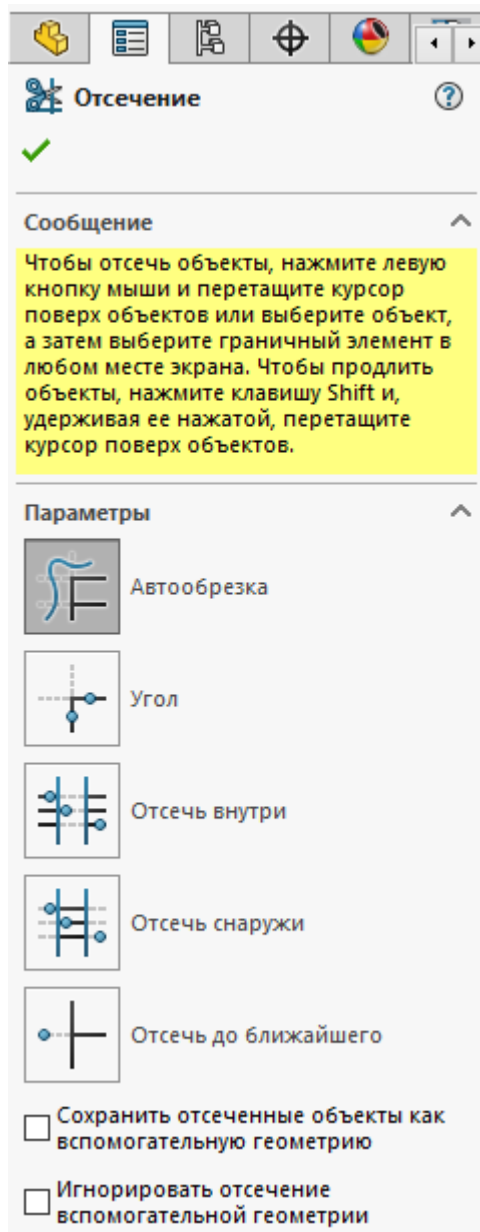 Отсечение
Сообщение
Чтобы отсечь объекты, нажмите левую
кнопку мыши и перетащите курсор
поверх объектов или выберите объект,
а затем выберите граничный элемент в
любом месте экрана. Чтобы продлить
объекты, нажмите клавишу Shift и,
удерживая ее нажатой, перетащите
курсор поверх объектов.
Параметры
Автообрезка
Угол
Отсечь внутри
Отсечь снаружи
Отсечь до ближайшего
Сохранить отсеченные объекты как
вспомогательную геометрию
Игнорировать отсечение
вспомогательной геометрии